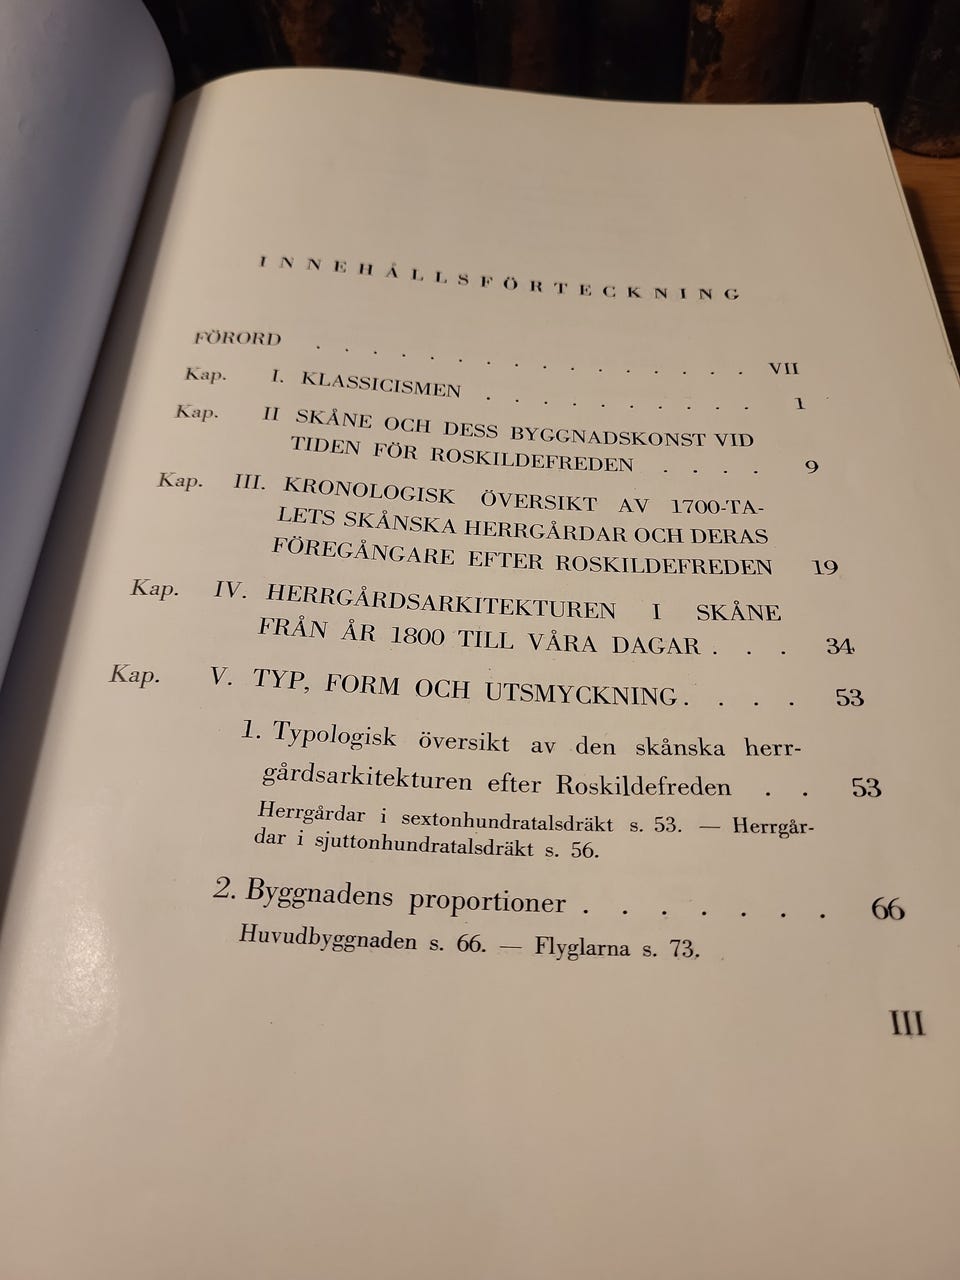 INNEHÅLLSFÖRTECKNING
FÖRORD . . . . . . . . . . . . . VII
Kap. I. KLASSICISMEN . . . . . . . . . . 1
Kap. II SKÅNE OCH DESS BYGGNADSKONST VID
TIDEN FÖR ROSKILDEFREDEN . . . . 9
Kap. III. KRONOLOGISK ÖVERSIKT AV 1700-TA-
LETS SKÅNSKA HERRGÅRDAR OCH DERAS
FÖREGÅNGARE EFTER ROSKILDEFREDEN 19
Kap. IV. HERRGÅRDSARKITEKTUREN I SKÅNE
FRÅN ÅR 1800 TILL VÅRA DAGAR . . . 34
Kap. V. TYP, FORM OCH UTSMYCKNING . . . . 53
1. Typologisk översikt av den skånska herr-
gårdsarkitekturen efter Roskildefreden . . 53
Herrgårdar i sextonhundratalsdräkt s. 53. — Herrgår-
dar i sjuttonhundratalsdräkt s. 56.
2. Byggnadens proportioner . . . . . . . 66
Huvudbyggnaden s. 66. — Flyglarna s. 73.
III